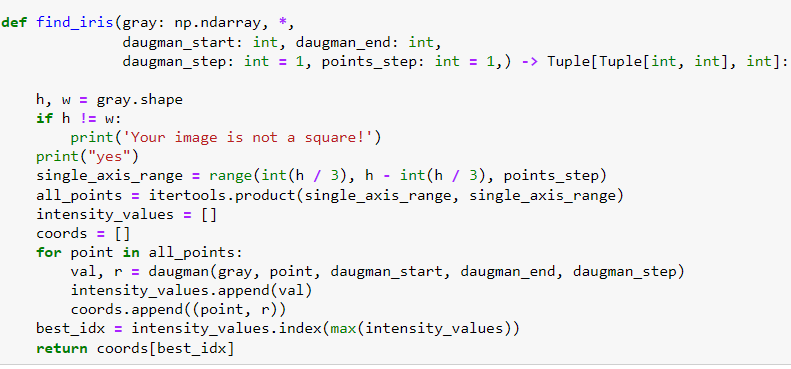 def find_iris(gray: np.ndarray, *,
              daugman_start: int, daugman_end: int,
              daugman_step: int = 1, points_step: int = 1,) -> Tuple[Tuple[int, int], int]:
    h, w = gray.shape
    if h != w:
        print('Your image is not a square!')
    print("yes")
    single_axis_range = range(int(h / 3), h - int(h / 3), points_step)
    all_points = itertools.product(single_axis_range, single_axis_range)
    intensity_values = []
    coords = []
    for point in all_points:
        val, r = daugman(gray, point, daugman_start, daugman_end, daugman_step)
        intensity_values.append(val)
        coords.append((point, r))
    best_idx = intensity_values.index(max(intensity_values))
    return coords[best_idx]